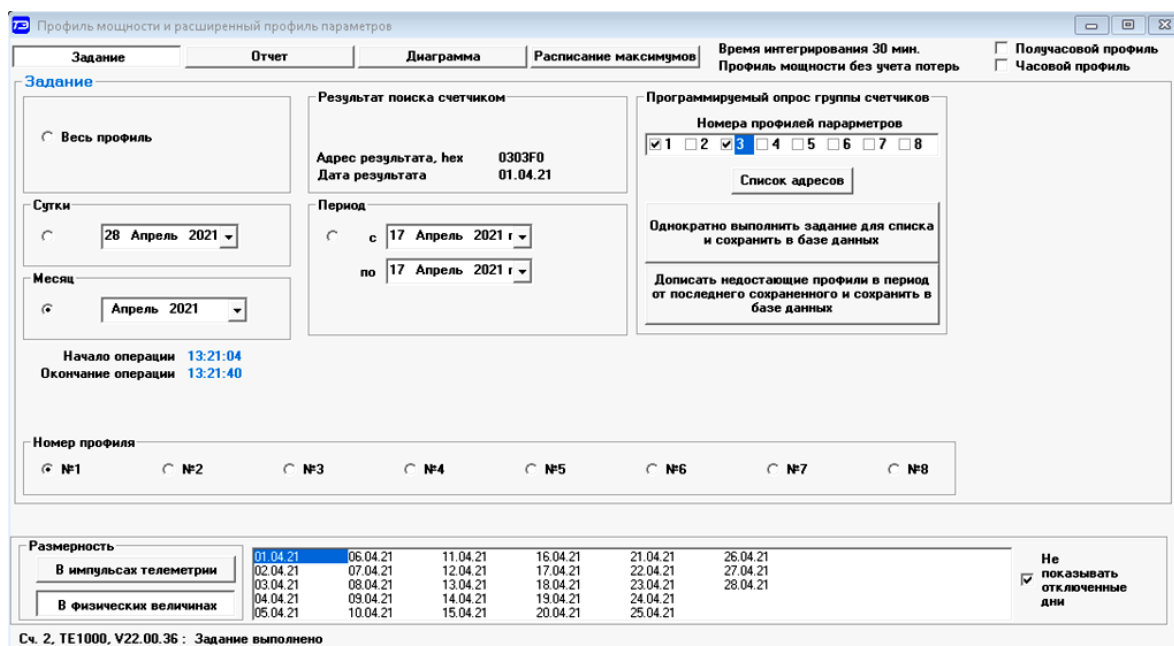 ТЭ Профиль мощности и расширенный профиль параметров
Задание
Отчет
Диаграмма
Расписание максимумов
Время интегрирования 30 мин.
Профиль мощности без учета потерь
Получасовой профиль
Часовой профиль
Задание
Весь профиль
Результат поиска счетчиком
Адрес результата, hex 0303F0
Дата результата 01.04.21
Программируемый опрос группы счетчиков
Номера профилей парарметров
1 2 3 4 5 6 7 8
Список адресов
Однократно выполнить задание для списка
и сохранить в базе данных
Дописать недостающие профили в период
от последнего сохраненного и сохранить в
базе данных
Сутки
28 Апрель 2021
Период
с 17 Апрель 2021 г
по 17 Апрель 2021 г
Месяц
Апрель 2021
Начало операции 13:21:04
Окончание операции 13:21:40
Номер профиля
№1 №2 №3 №4 №5 №6 №7 №8
Размерность
В импульсах телеметрии
В физических величинах
01.04.21 06.04.21 11.04.21 16.04.21 21.04.21 26.04.21
02.04.21 07.04.21 12.04.21 17.04.21 22.04.21 27.04.21
03.04.21 08.04.21 13.04.21 18.04.21 23.04.21 28.04.21
04.04.21 09.04.21 14.04.21 19.04.21 24.04.21
05.04.21 10.04.21 15.04.21 20.04.21 25.04.21
Не
показывать
отключенные
дни
Сч. 2, TE1000, V22.00.36 : Задание выполнено